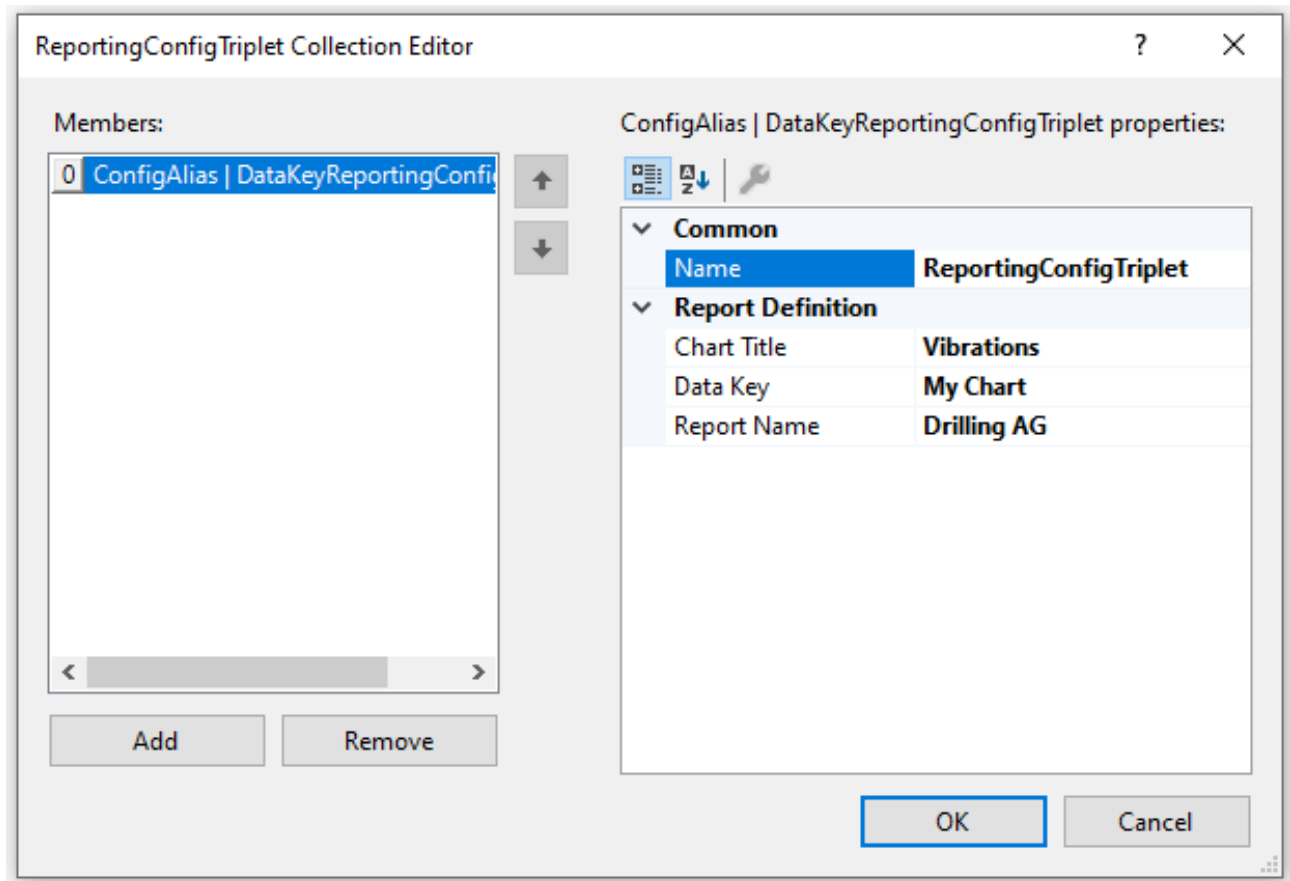 ReportingConfigTriplet Collection Editor
?
Members:
0 ConfigAlias | DataKeyReportingConfig
Add Remove
ConfigAlias | DataKeyReportingConfigTriplet properties:
Common
Name ReportingConfigTriplet
Report Definition
Chart Title Vibrations
Data Key My Chart
Report Name Drilling AG
OK Cancel